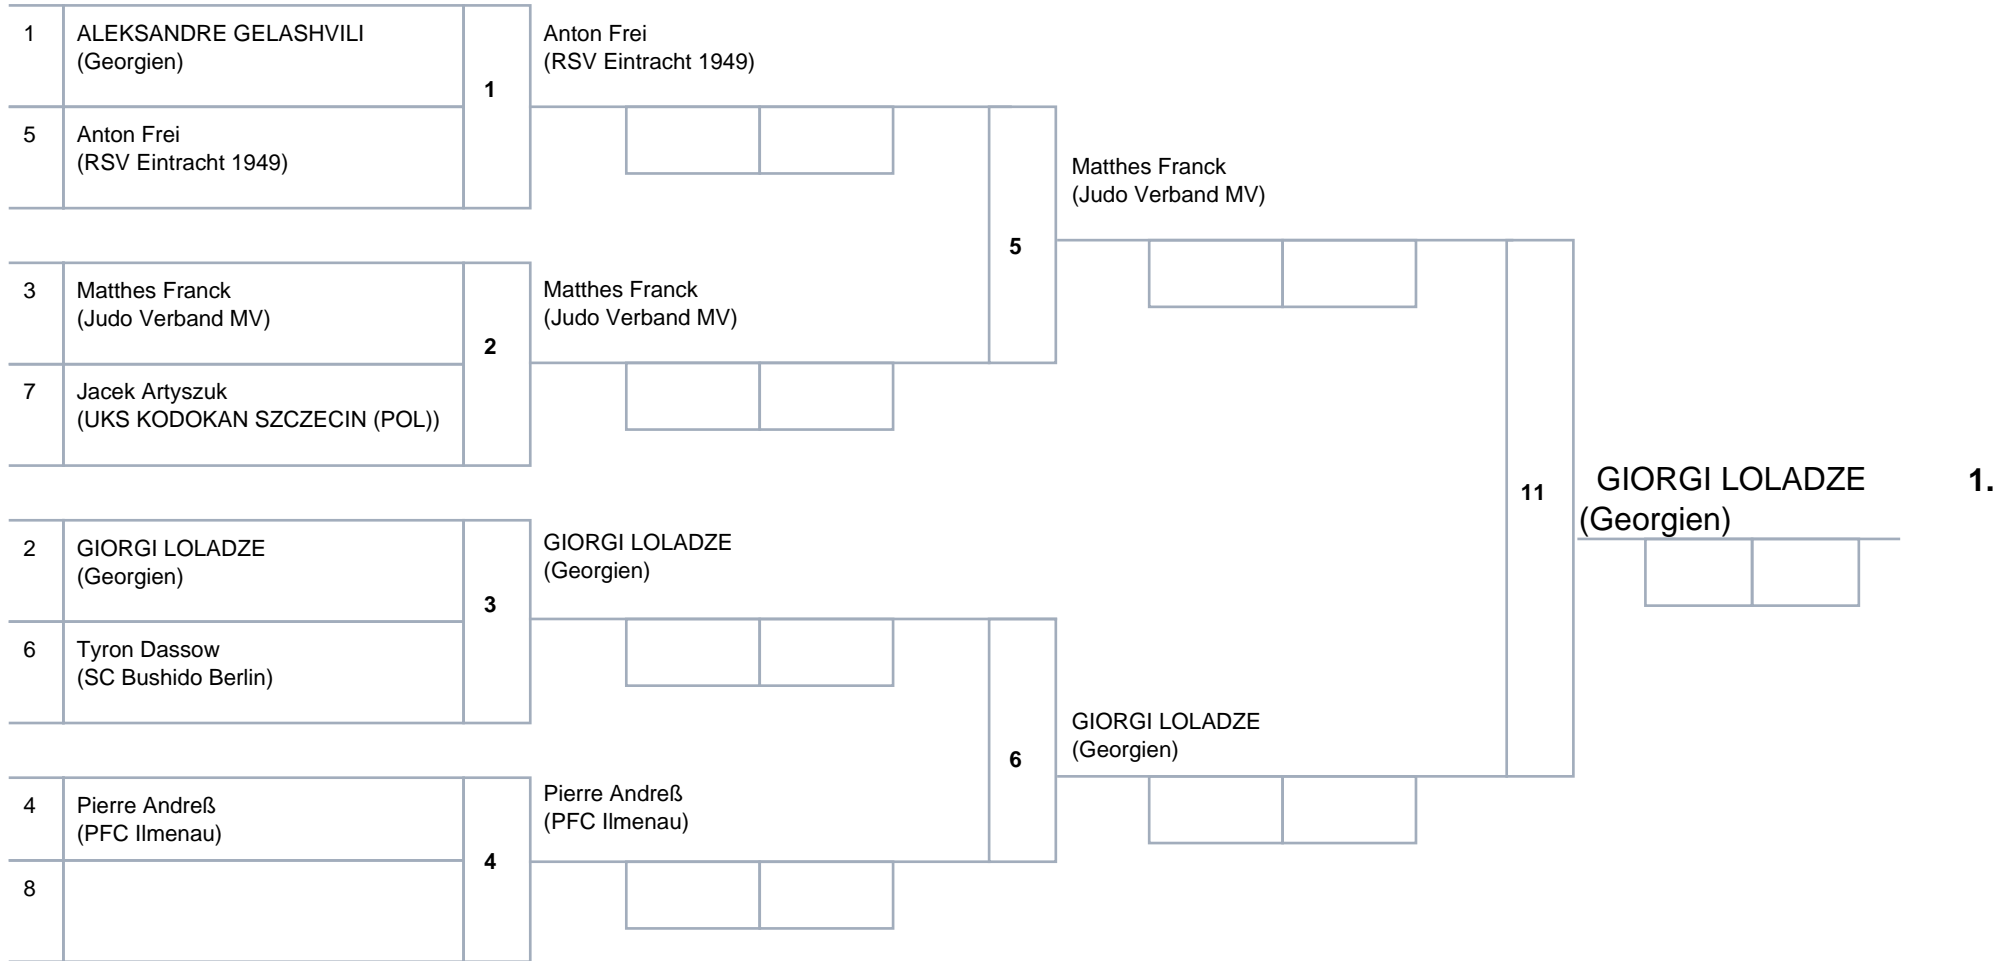 1 ALEKSANDRE GELASHVILI
(Georgien)
5 Anton Frei
(RSV Eintracht 1949)
1
3 Matthes Franck
(Judo Verband MV)
7 Jacek Artyszuk
(UKS KODOKAN SZCZECIN (POL))
2
2 GIORGI LOLADZE
(Georgien)
6 Tyron Dassow
(SC Bushido Berlin)
3
4 Pierre Andreß
(PFC Ilmenau)
8
4
Anton Frei
(RSV Eintracht 1949)
Matthes Franck
(Judo Verband MV)
5
GIORGI LOLADZE
(Georgien)
Pierre Andreß
(PFC Ilmenau)
6
Matthes Franck
(Judo Verband MV)
GIORGI LOLADZE
(Georgien)
11
GIORGI LOLADZE 1.
(Georgien)